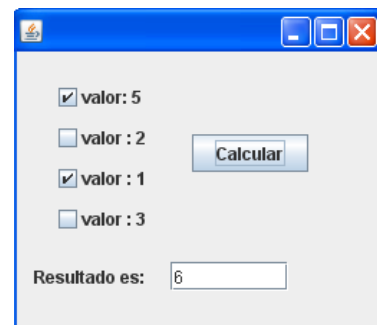 valor: 5
valor : 2
Calcular
valor : 1
valor : 3
Resultado es: 6